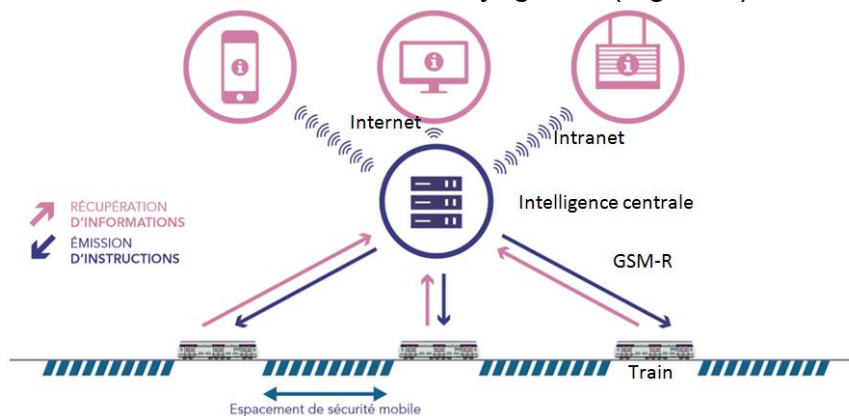 Internet
Intranet
Intelligence centrale
RÉCUPÉRATION
D'INFORMATIONS
ÉMISSION
D'INSTRUCTIONS
GSM-R
Train
Espacement de sécurité mobile